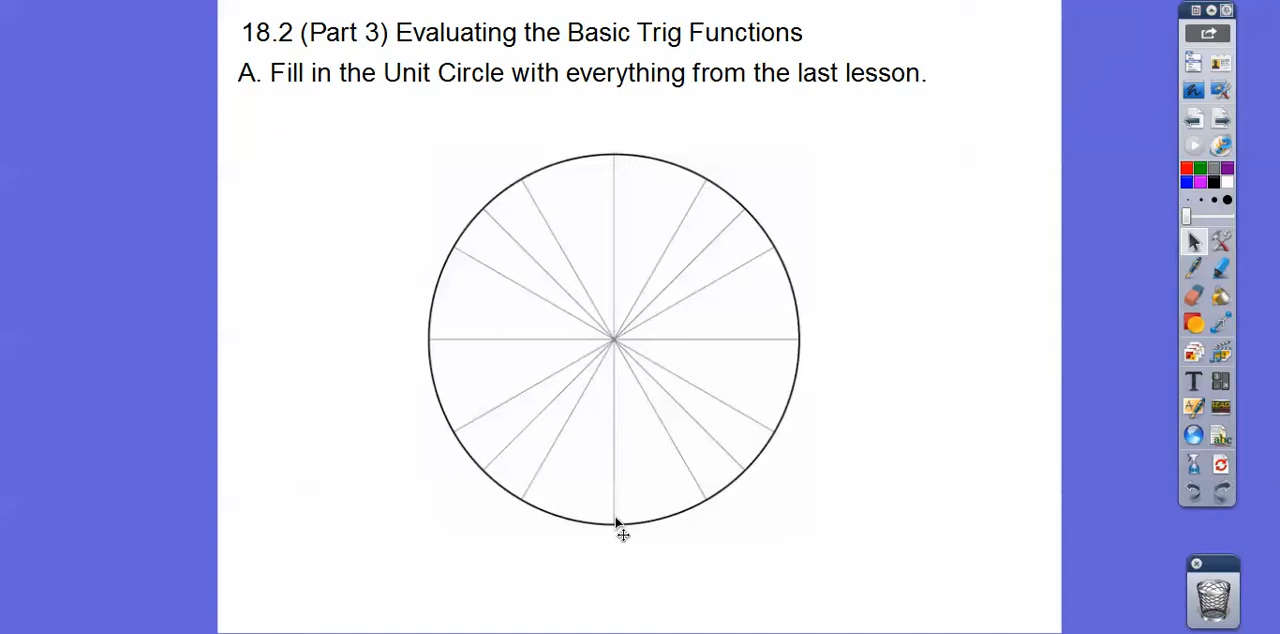 18.2 (Part 3) Evaluating the Basic Trig Functions
A. Fill in the Unit Circle with everything from the last lesson.